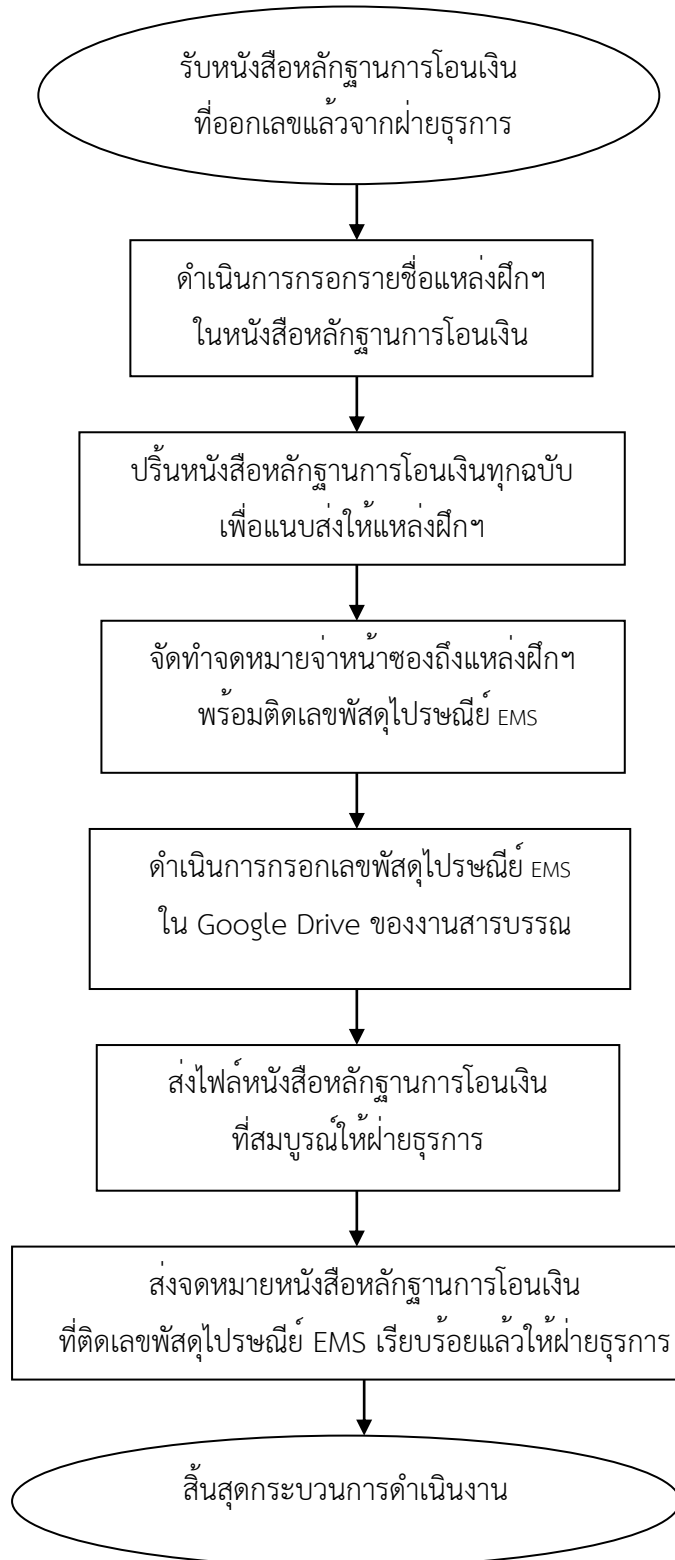 รับหนังสือหลักฐานการโอนเงิน
ที่ออกเลขแล้วจากฝ่ายธุรการ
ดำเนินการกรอกรายชื่อแหล่งฝึกฯ
ในหนังสือหลักฐานการโอนเงิน
ปริ้นหนังสือหลักฐานการโอนเงินทุกฉบับ
เพื่อแนบส่งให้แหล่งฝึกฯ
จัดทำจดหมายจ่าหน้าซองถึงแหล่งฝึกฯ
พร้อมติดเลขพัสดุไปรษณีย์ EMS
ดำเนินการกรอกเลขพัสดุไปรษณีย์ EMS
ใน Google Drive ของงานสารบรรณ
ส่งไฟล์หนังสือหลักฐานการโอนเงิน
ที่สมบูรณ์ให้ฝ่ายธุรการ
ส่งจดหมายหนังสือหลักฐานการโอนเงิน
ที่ติดเลขพัสดุไปรษณีย์ EMS เรียบร้อยแล้วให้ฝ่ายธุรการ
สิ้นสุดกระบวนการดำเนินงาน